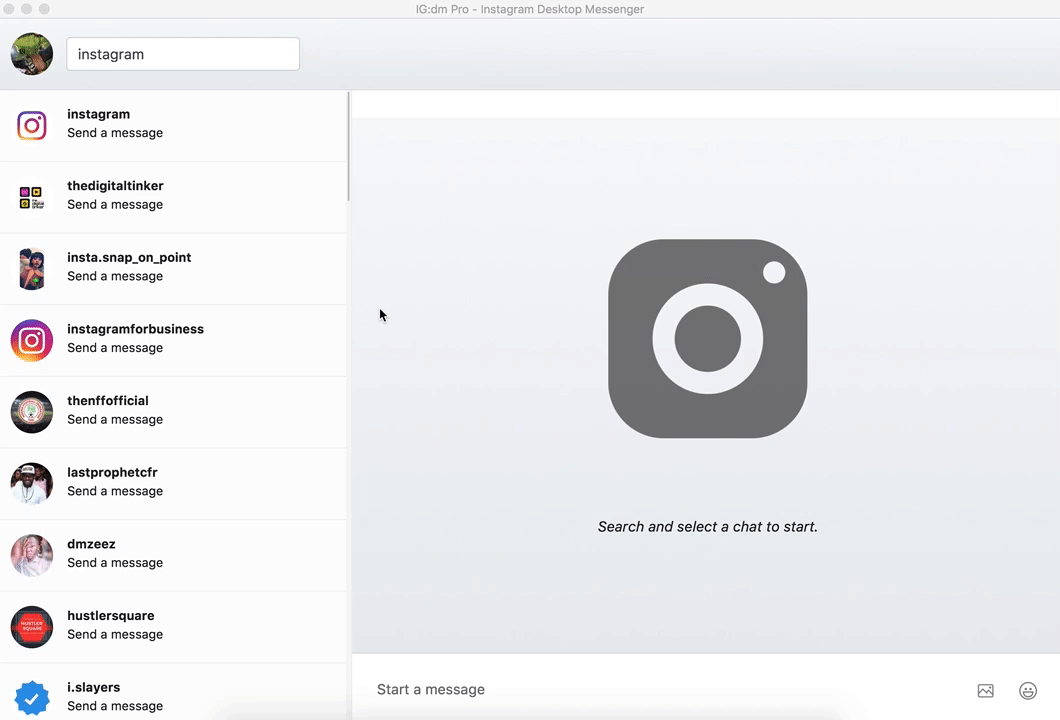 IG:dm Pro - Instagram Desktop Messenger
instagram
instagram
Send a message
thedigitaltinker
Send a message
insta.snap_on_point
Send a message
instagramforbusiness
Send a message
thenffofficial
Send a message
lastprophetcfr
Send a message
dmzeez
Send a message
HUSTLER
SQUARE
hustlersquare
Send a message
i.slayers
Send a message
Search and select a chat to start.
Start a message